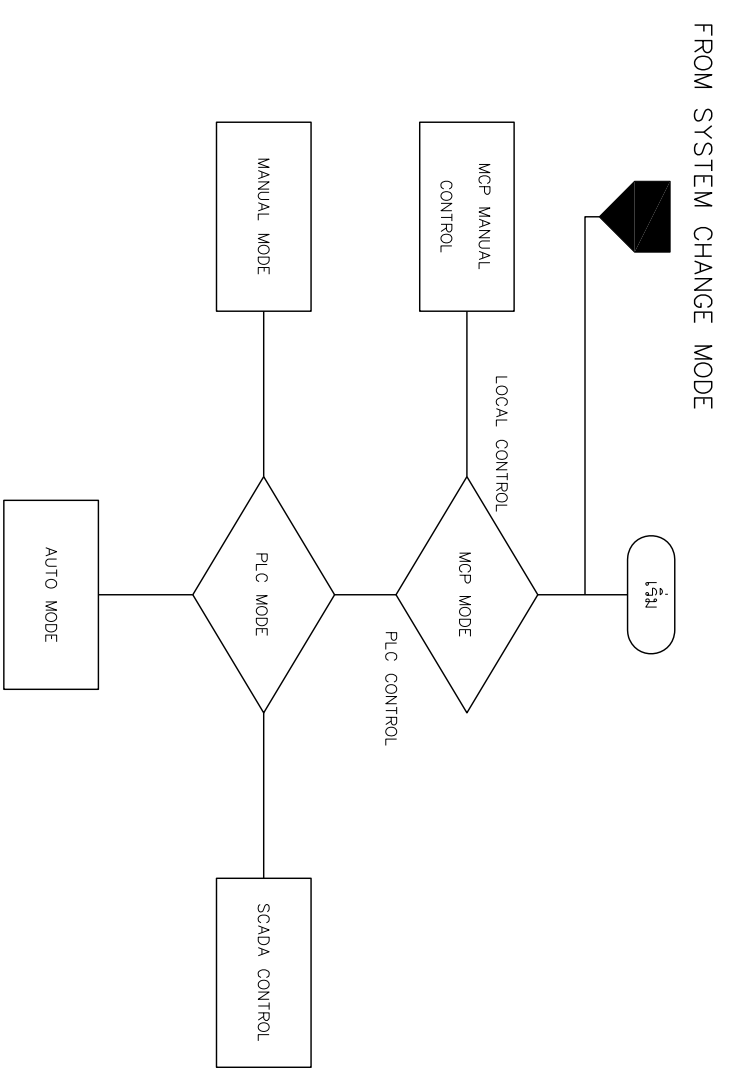 FROM SYSTEM CHANGE MODE
เริ่ม
MCP MANUAL
CONTROL
LOCAL CONTROL
MCP MODE
PLC CONTROL
MANUAL MODE
PLC MODE
SCADA CONTROL
AUTO MODE